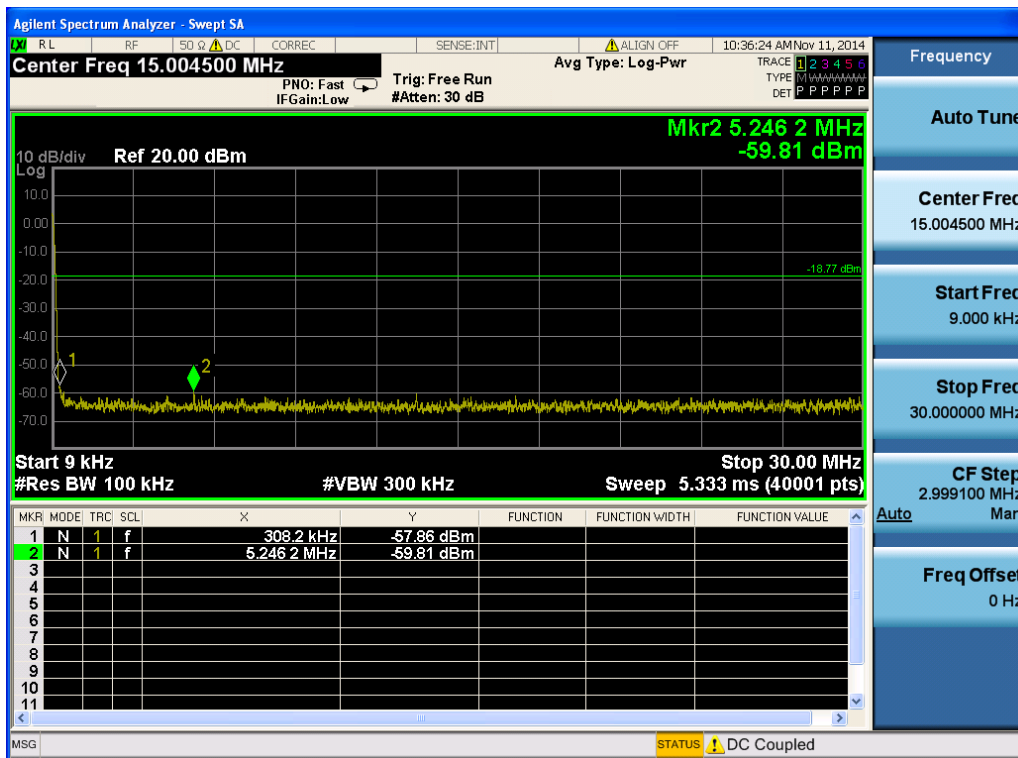 Agilent Spectrum Analyzer - Swept SA
LXI RL RF 50 Ω DC CORREC SENSE:INT ALIGN OFF 10:36:24 AM Nov 11, 2014
Center Freq 15.004500 MHz
PNO: Fast
IFGain:Low
Trig: Free Run
#Atten: 30 dB
Avg Type: Log-Pwr
TRACE 1 2 3 4 5 6
TYPE M
DET P P P P P P
Mkr2 5.246 2 MHz
-59.81 dBm
10 dB/div
Log
Ref 20.00 dBm
10.0
0.00
-10.0
-20.0
-30.0
-40.0
-50.0
-60.0
-70.0
-18.77 dBm
1
2
Start 9 kHz
Stop 30.00 MHz
#Res BW 100 kHz
#VBW 300 kHz
Sweep 5.333 ms (40001 pts)
MKR MODE TRC SCL X Y FUNCTION FUNCTION WIDTH FUNCTION VALUE
1 N 1 f 308.2 kHz -57.86 dBm
2 N 1 f 5.246 2 MHz -59.81 dBm
3
4
5
6
7
8
9
10
11
MSG
STATUS
DC Coupled
Frequency
Auto Tune
Center Freq
15.004500 MHz
Start Freq
9.000 kHz
Stop Freq
30.000000 MHz
CF Step
2.999100 MHz
Auto Man
Freq Offset
0 Hz